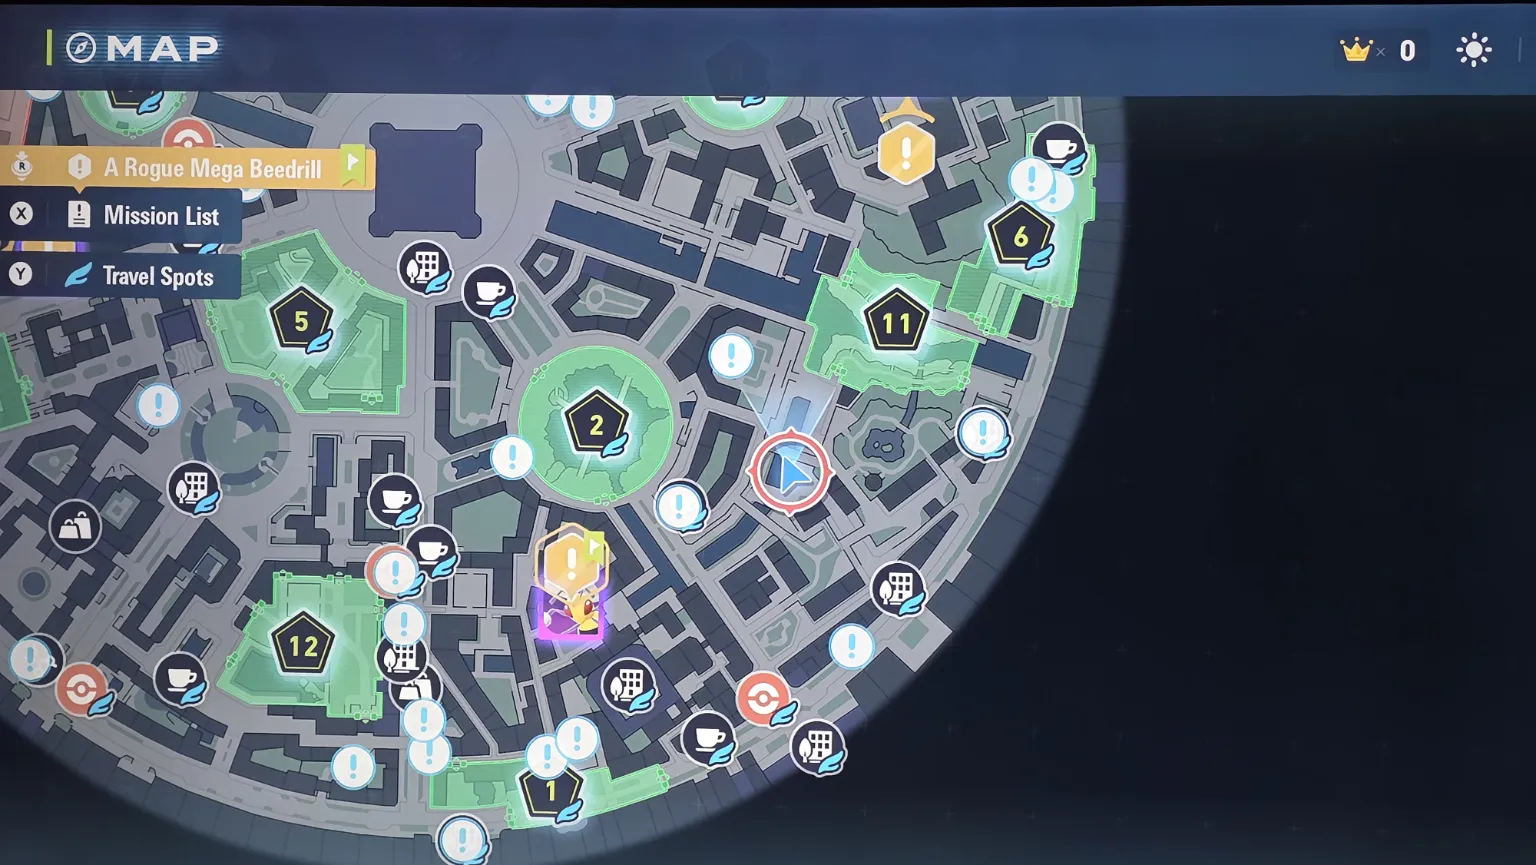 MAP
× 0
R
A Rogue Mega Beedrill
X
Mission List
Y
Travel Spots
6
5
11
2
12
1